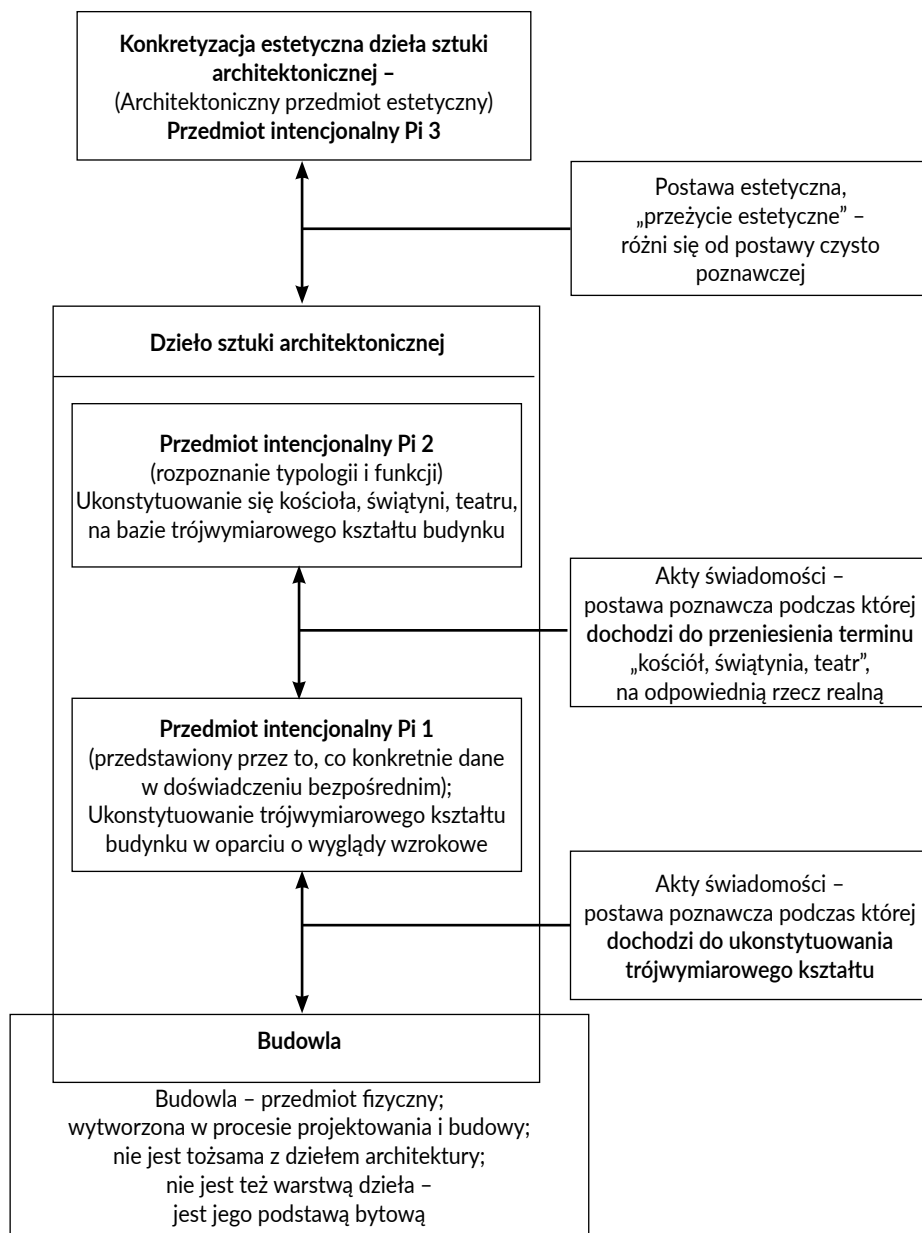 Konkretyzacja estetyczna dzieła sztuki
architektonicznej –
(Architektoniczny przedmiot estetyczny)
Przedmiot intencjonalny Pi 3
Postawa estetyczna,
„przeżycie estetyczne” –
różni się od postawy czysto
poznawczej
Dzieło sztuki architektonicznej
Przedmiot intencjonalny Pi 2
(rozpoznanie typologii i funkcji)
Ukonstytuowanie się kościoła, świątyni, teatru,
na bazie trójwymiarowego kształtu budynku
Akty świadomości –
postawa poznawcza podczas której
dochodzi do przeniesienia terminu
„kościół, świątynia, teatr”,
na odpowiednią rzecz realną
Przedmiot intencjonalny Pi 1
(przedstawiony przez to, co konkretnie dane
w doświadczeniu bezpośrednim);
Ukonstytuowanie trójwymiarowego kształtu
budynku w oparciu o wyglądy wzrokowe
Akty świadomości –
postawa poznawcza podczas której
dochodzi do ukonstytuowania
trójwymiarowego kształtu
Budowla
Budowla – przedmiot fizyczny;
wytworzona w procesie projektowania i budowy;
nie jest tożsama z dziełem architektury;
nie jest też warstwą dzieła –
jest jego podstawą bytową